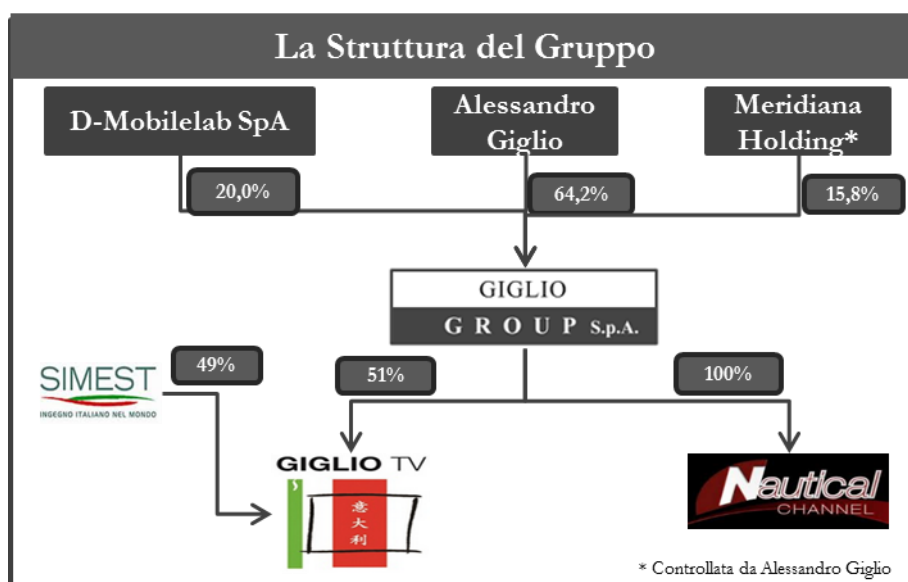 La Struttura del Gruppo
D-Mobilelab SpA
Alessandro
Giglio
Meridiana
Holding*
20,0%
64,2%
15,8%
GIGLIO
GROUP S.p.A.
49%
51%
100%
SIMEST
INGEGNO ITALIANO NEL MONDO
GIGLIO TV
意
大
利
Nautical
CHANNEL
* Controllata da Alessandro Giglio